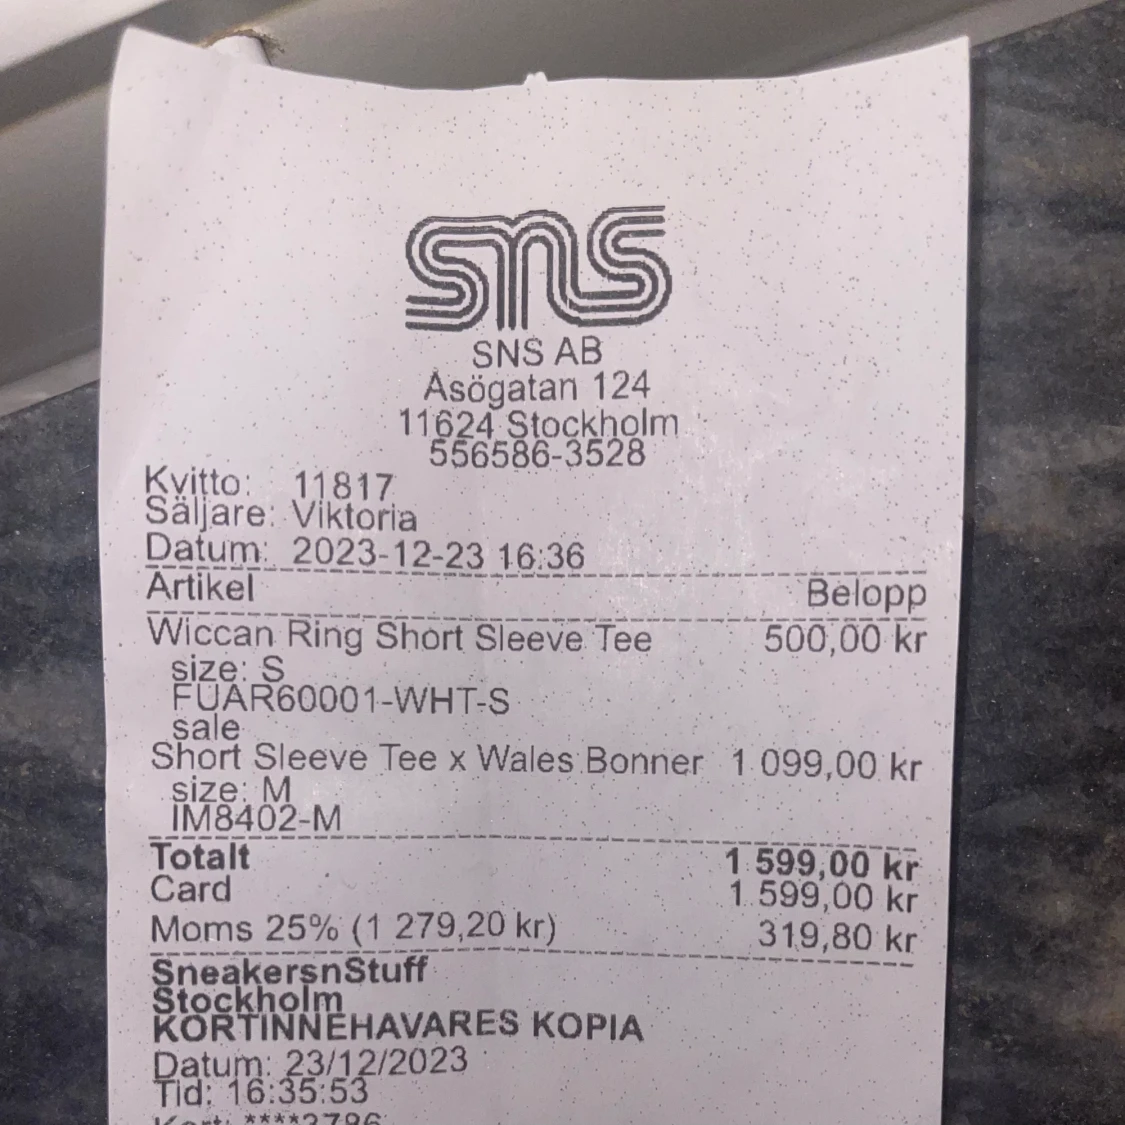 sns
SNS AB
Åsögatan 124
11624 Stockholm
556586-3528
Kvitto: 11817
Säljare: Viktoria
Datum: 2023-12-23 16:36
Artikel Belopp
Wiccan Ring Short Sleeve Tee 500,00 kr
size: S
FUAR60001-WHT-S
sale
Short Sleeve Tee x Wales Bonner 1 099,00 kr
size: M
IM8402-M
Totalt 1 599,00 kr
Card 1 599,00 kr
Moms 25% (1 279,20 kr) 319,80 kr
SneakersnStuff
Stockholm
KORTINNEHAVARES KOPIA
Datum: 23/12/2023
Tid: 16:35:53
Kort: ****3786